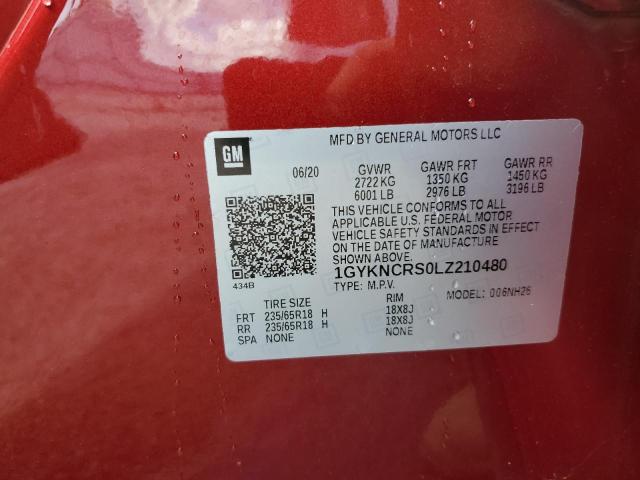 GM
MFD BY GENERAL MOTORS LLC
06/20 GVWR GAWR FRT GAWR RR
2722 KG 1350 KG 1450 KG
6001 LB 2976 LB 3196 LB
THIS VEHICLE CONFORMS TO ALL
APPLICABLE U.S. FEDERAL MOTOR
VEHICLE SAFETY STANDARDS IN EFFECT
ON THE DATE OF MANUFACTURE
SHOWN ABOVE.
434B
1GYKNCRS0LZ210480
TYPE: M.P.V. MODEL: 006NH26
TIRE SIZE RIM
FRT 235/65R18 H 18X8J
RR 235/65R18 H 18X8J
SPA NONE NONE